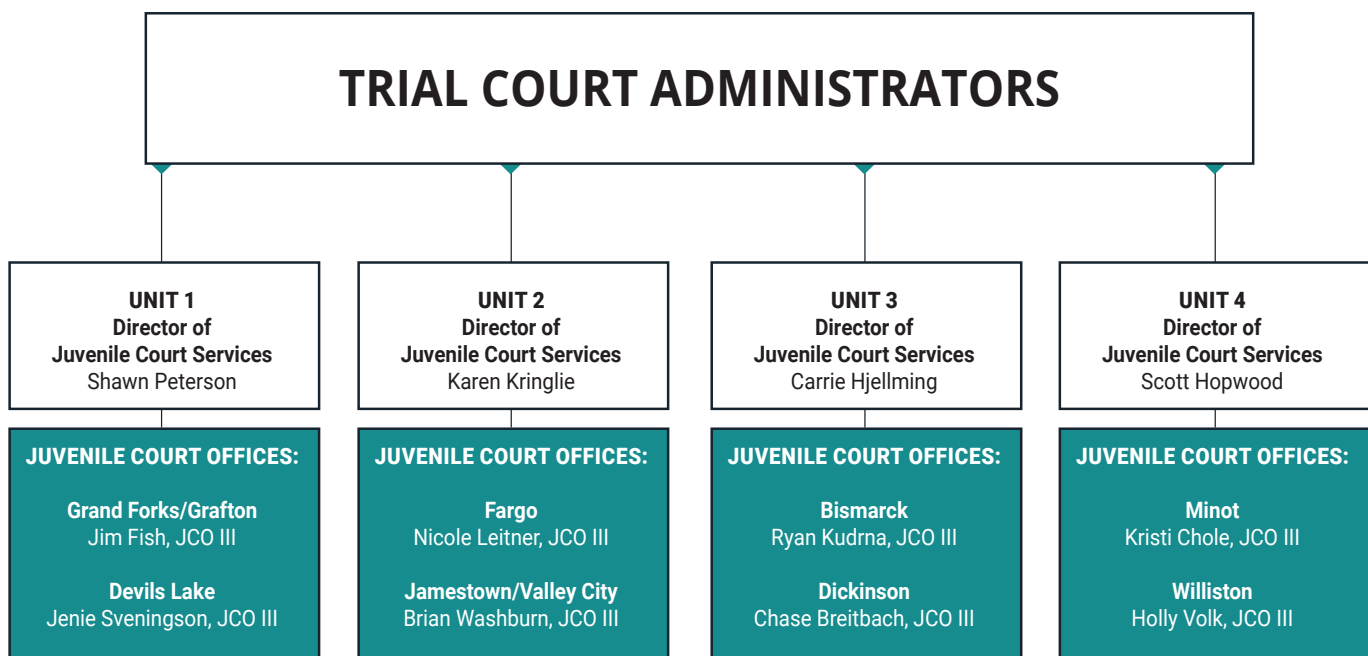 TRIAL COURT ADMINISTRATORS
UNIT 1
Director of
Juvenile Court Services
Shawn Peterson
JUVENILE COURT OFFICES:
Grand Forks/Grafton
Jim Fish, JCO III
Devils Lake
Jenie Sveningson, JCO III
UNIT 2
Director of
Juvenile Court Services
Karen Kringlie
JUVENILE COURT OFFICES:
Fargo
Nicole Leitner, JCO III
Jamestown/Valley City
Brian Washburn, JCO III
UNIT 3
Director of
Juvenile Court Services
Carrie Hjellming
JUVENILE COURT OFFICES:
Bismarck
Ryan Kudrna, JCO III
Dickinson
Chase Breitbach, JCO III
UNIT 4
Director of
Juvenile Court Services
Scott Hopwood
JUVENILE COURT OFFICES:
Minot
Kristi Chole, JCO III
Williston
Holly Volk, JCO III